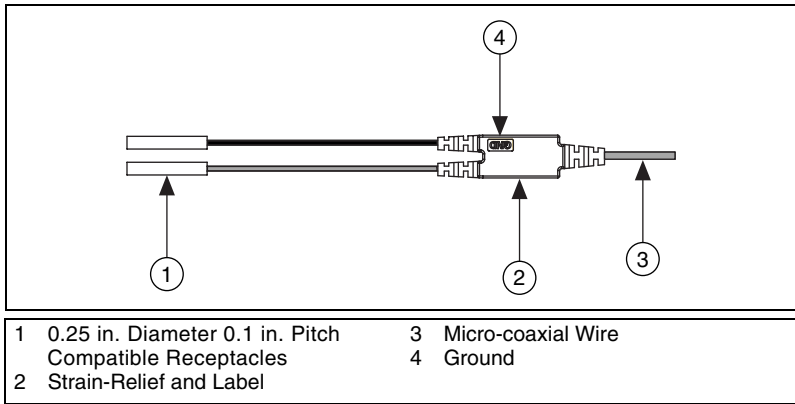 4
GND
1
2
3
1 0.25 in. Diameter 0.1 in. Pitch
Compatible Receptacles
2 Strain-Relief and Label
3 Micro-coaxial Wire
4 Ground